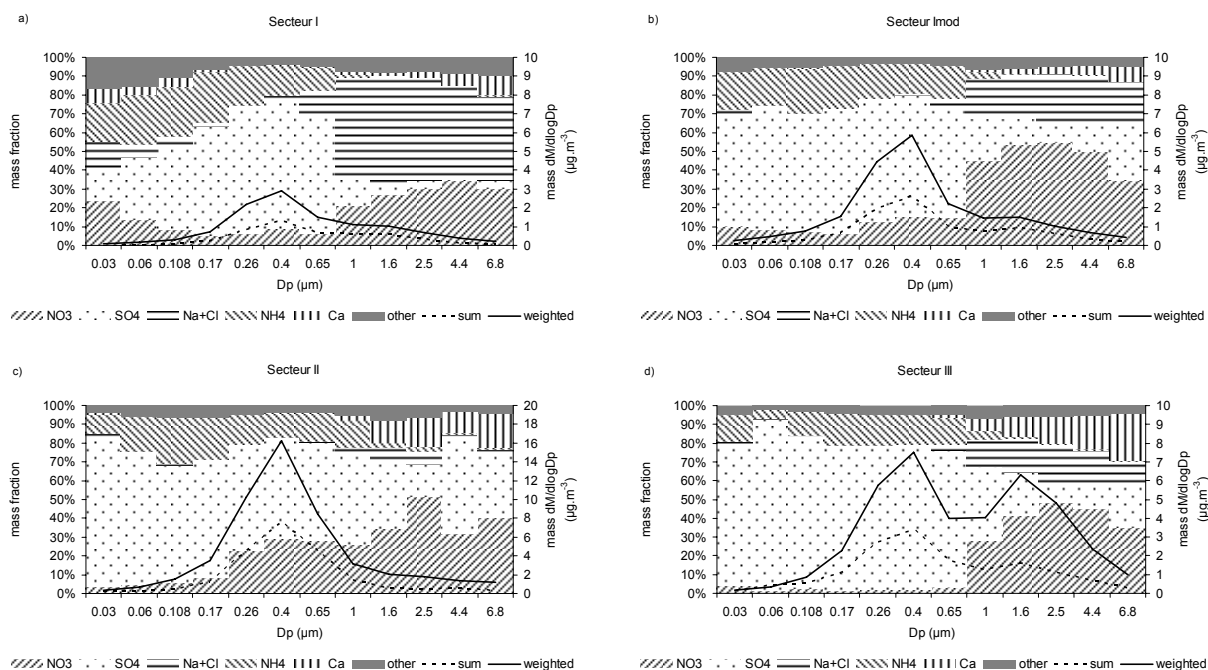 a)
Secteur I
100%
90%
80%
70%
60%
50%
40%
30%
20%
10%
0%
mass fraction
10
9
8
7
6
5
4
3
2
1
0
mass dM/dlogDp
(µg.m-3)
0.03 0.06 0.108 0.17 0.26 0.4 0.65 1 1.6 2.5 4.4 6.8
Dp (µm)
NO3 SO4 Na+Cl NH4 Ca other sum weighted
b)
Secteur Imod
100%
90%
80%
70%
60%
50%
40%
30%
20%
10%
0%
mass fraction
10
9
8
7
6
5
4
3
2
1
0
mass dM/dlogDp
(µg.m-3)
0.03 0.06 0.108 0.17 0.26 0.4 0.65 1 1.6 2.5 4.4 6.8
Dp (µm)
NO3 SO4 Na+Cl NH4 Ca other sum weighted
c)
Secteur II
100%
90%
80%
70%
60%
50%
40%
30%
20%
10%
0%
mass fraction
20
18
16
14
12
10
8
6
4
2
0
mass dM/dlogDp
(µg.m-3)
0.03 0.06 0.108 0.17 0.26 0.4 0.65 1 1.6 2.5 4.4 6.8
Dp (µm)
NO3 SO4 Na+Cl NH4 Ca other sum weighted
d)
Secteur III
100%
90%
80%
70%
60%
50%
40%
30%
20%
10%
0%
mass fraction
10
9
8
7
6
5
4
3
2
1
0
mass dM/dlogDp
(µg.m-3)
0.03 0.06 0.108 0.17 0.26 0.4 0.65 1 1.6 2.5 4.4 6.8
Dp (µm)
NO3 SO4 Na+Cl NH4 Ca other sum weighted